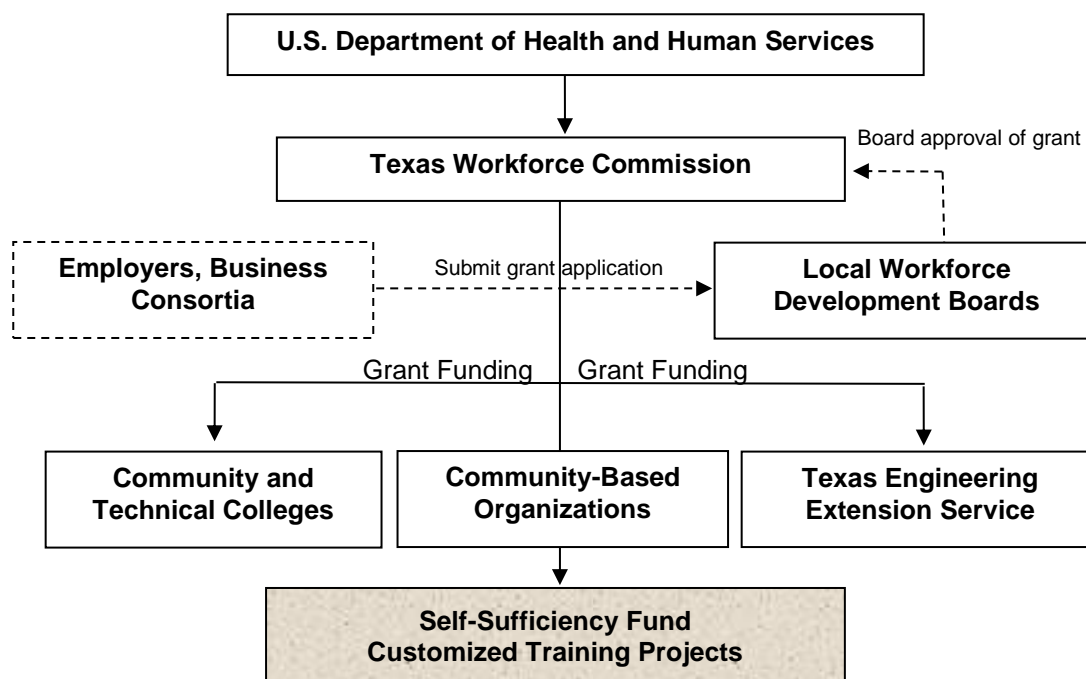 U.S. Department of Health and Human Services
Board approval of grant
Texas Workforce Commission
Employers, Business
Consortia
Submit grant application
Local Workforce
Development Boards
Grant Funding
Grant Funding
Community and
Technical Colleges
Community-Based
Organizations
Texas Engineering
Extension Service
Self-Sufficiency Fund
Customized Training Projects